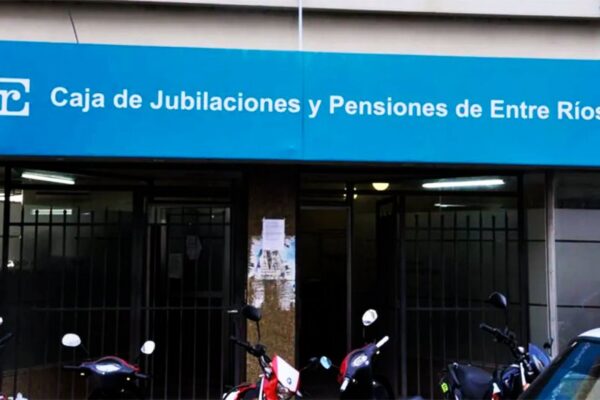 Caja de Jubilaciones y Pensiones de Entre Ríos